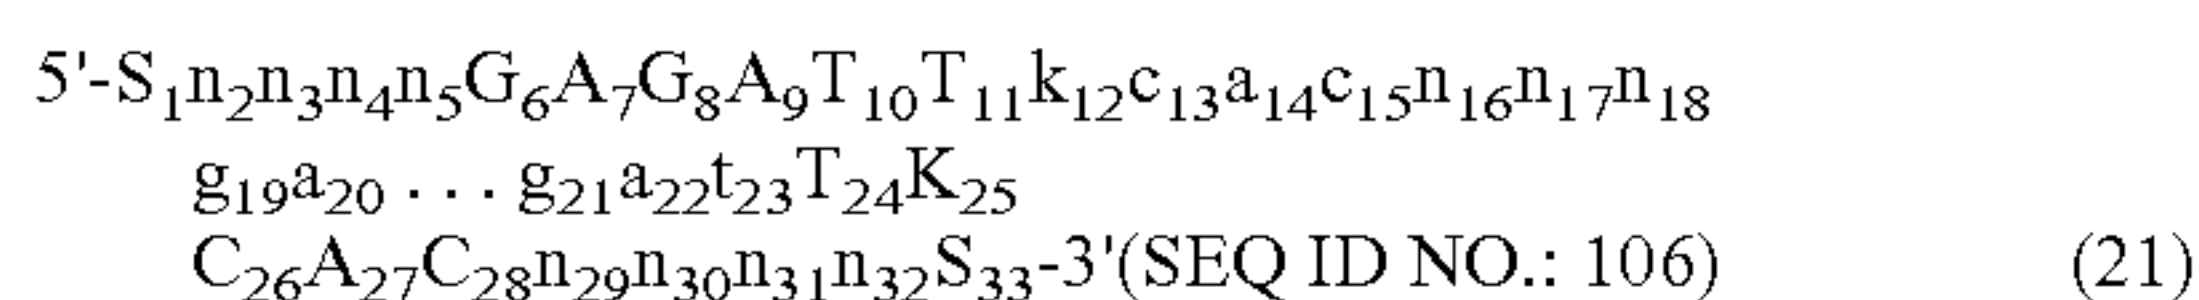 5'-S₁n₂n₃n₄n₅G₆A₇G₈A₉T₁₀T₁₁k₁₂c₁₃a₁₄c₁₅n₁₆n₁₇n₁₈
g₁₉a₂₀ . . . g₂₁a₂₂t₂₃T₂₄K₂₅
C₂₆A₂₇C₂₈n₂₉n₃₀n₃₁n₃₂S₃₃-3'(SEQ ID NO.: 106) (21)